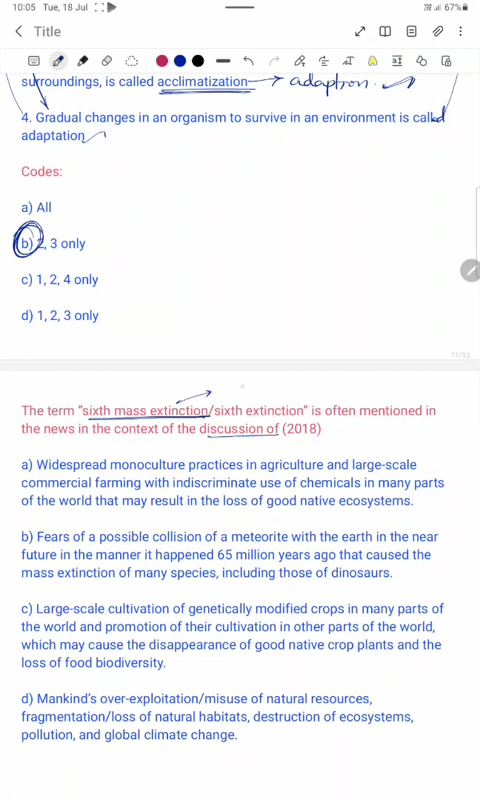 10:05 Tue, 18 Jul
67%
Title
surroundings, is called acclimatization → adaption.
4. Gradual changes in an organism to survive in an environment is called
adaptation
Codes:
a) All
b) 2, 3 only
c) 1, 2, 4 only
d) 1, 2, 3 only
11/13
The term “sixth mass extinction/sixth extinction” is often mentioned in
the news in the context of the discussion of (2018)
a) Widespread monoculture practices in agriculture and large-scale
commercial farming with indiscriminate use of chemicals in many parts
of the world that may result in the loss of good native ecosystems.
b) Fears of a possible collision of a meteorite with the earth in the near
future in the manner it happened 65 million years ago that caused the
mass extinction of many species, including those of dinosaurs.
c) Large-scale cultivation of genetically modified crops in many parts of
the world and promotion of their cultivation in other parts of the world,
which may cause the disappearance of good native crop plants and the
loss of food biodiversity.
d) Mankind’s over-exploitation/misuse of natural resources,
fragmentation/loss of natural habitats, destruction of ecosystems,
pollution, and global climate change.